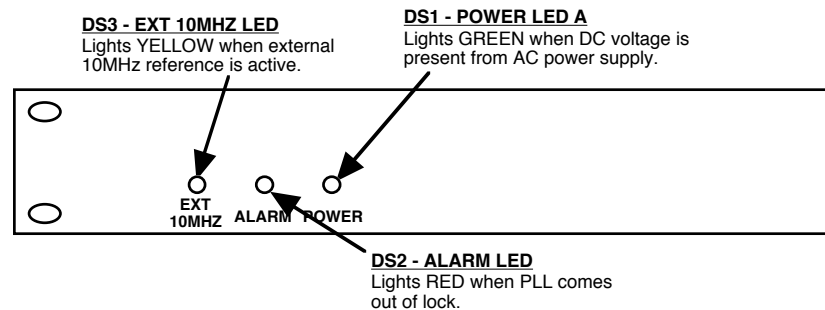 DS3 - EXT 10MHZ LED
Lights YELLOW when external
10MHz reference is active.
DS1 - POWER LED A
Lights GREEN when DC voltage is
present from AC power supply.
EXT
10MHZ
ALARM
POWER
DS2 - ALARM LED
Lights RED when PLL comes
out of lock.